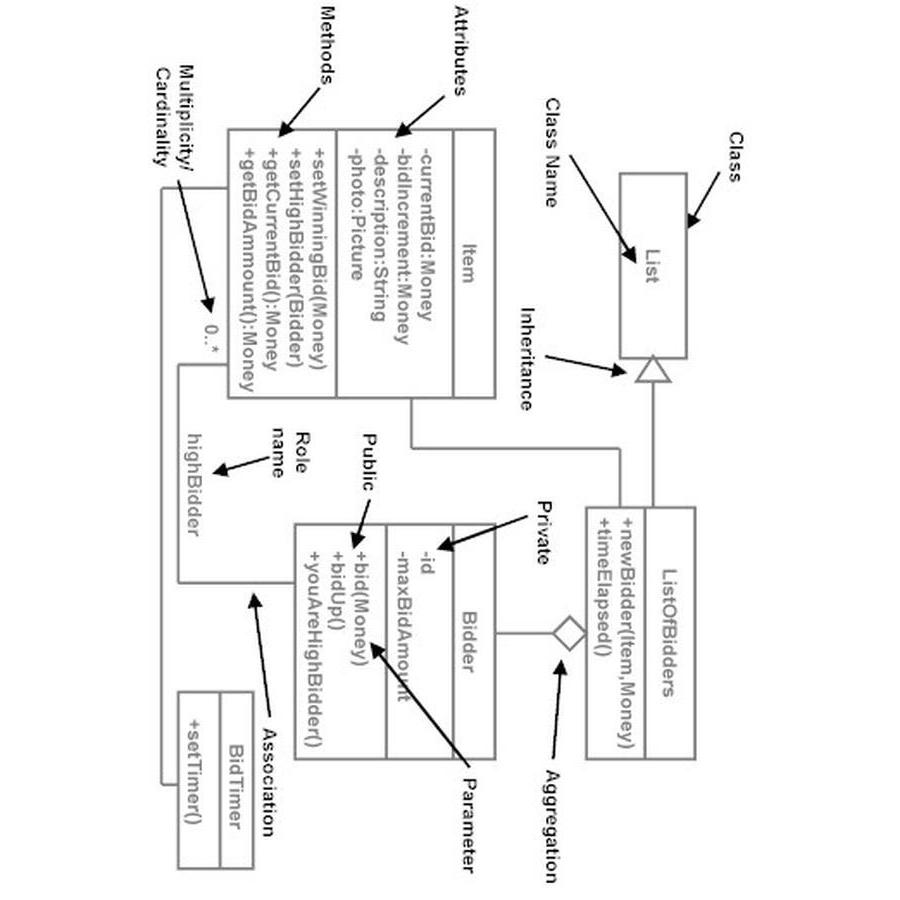 Class
List
Class Name
Inheritance
ListOfBidders
+newBidder(Item,Money)
+timeElapsed()
Aggregation
Attributes
Methods
Item
-currentBid:Money
-bidIncrement:Money
-description:String
-photo:Picture
+setWinningBid(Money)
+setHighBidder(Bidder)
+getCurrentBid():Money
+getBidAmmount():Money
Private
Public
Bidder
-id
-maxBidAmount
+bid(Money)
+bidUp()
+youAreHighBidder()
Parameter
Role
name
Multiplicity/
Cardinality
0..*
highBidder
Association
BidTimer
+setTimer()